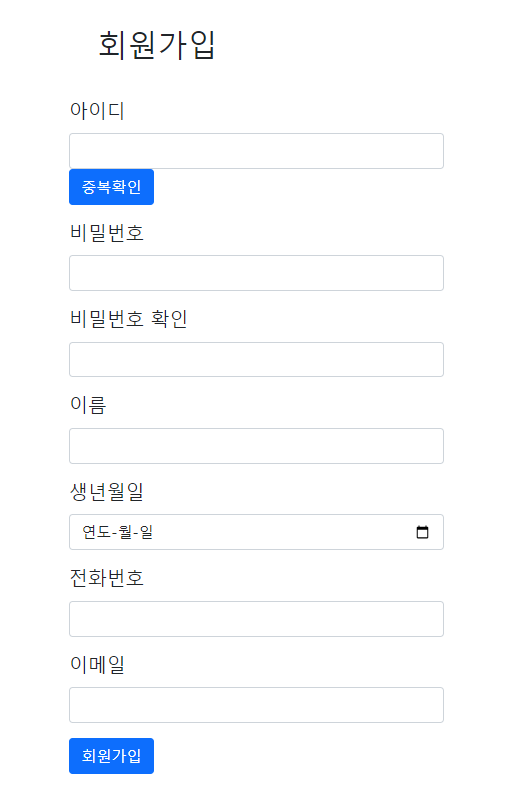 회원가입
아이디
중복확인
비밀번호
비밀번호 확인
이름
생년월일
연도-월-일
전화번호
이메일
회원가입